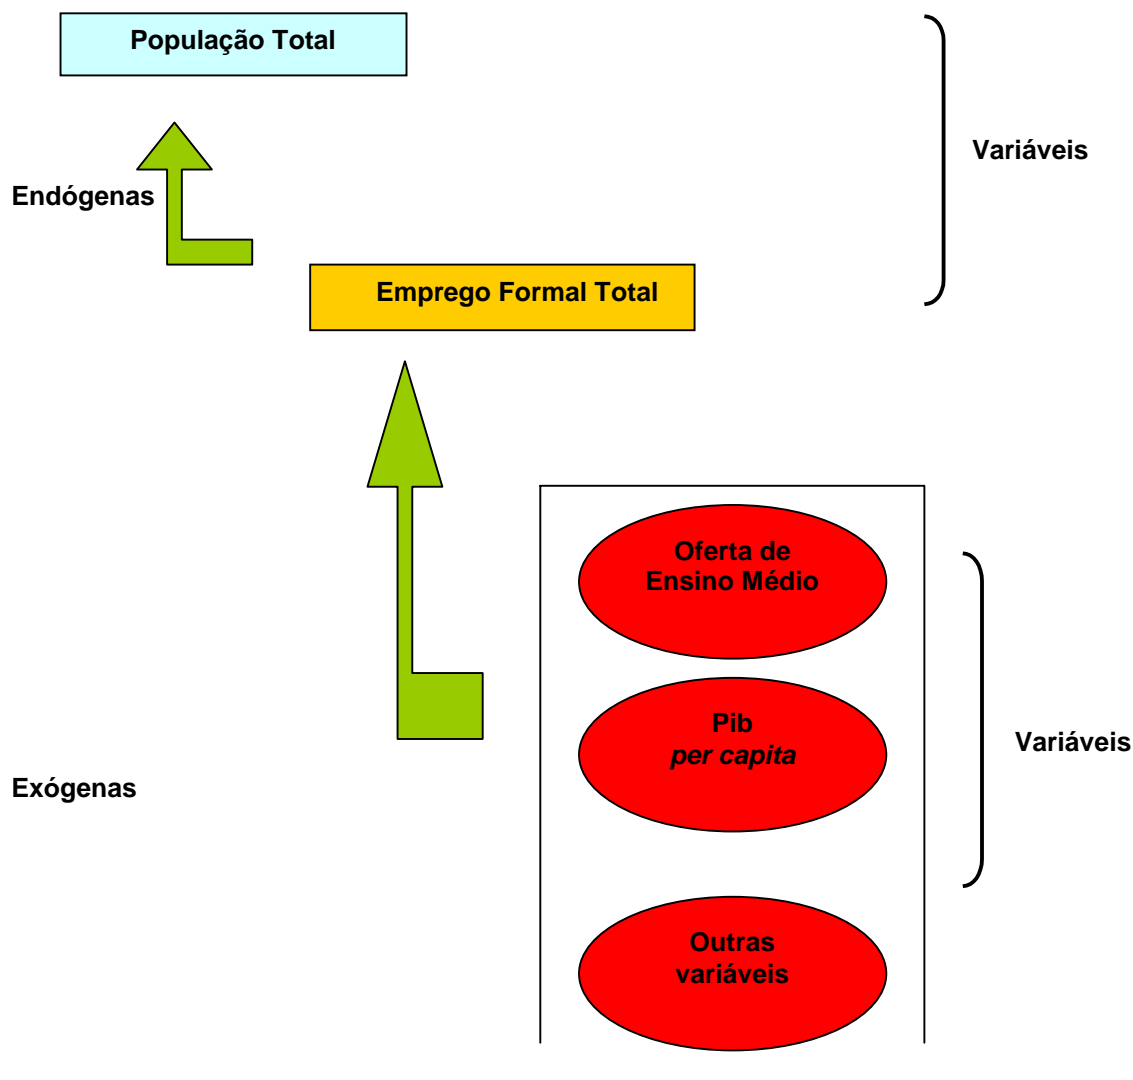 População Total
Variáveis
Endógenas
Emprego Formal Total
Oferta de
Ensino Médio
Pib
per capita
Variáveis
Exógenas
Outras
variáveis